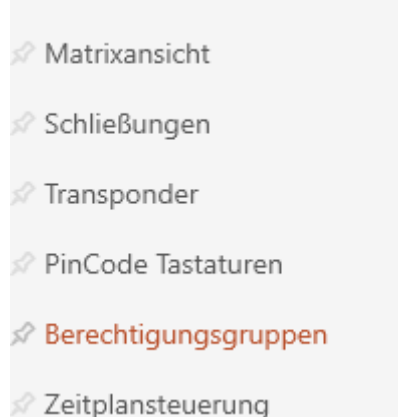 Matrixansicht
Schließungen
Transponder
PinCode Tastaturen
Berechtigungsgruppen
Zeitplansteuerung